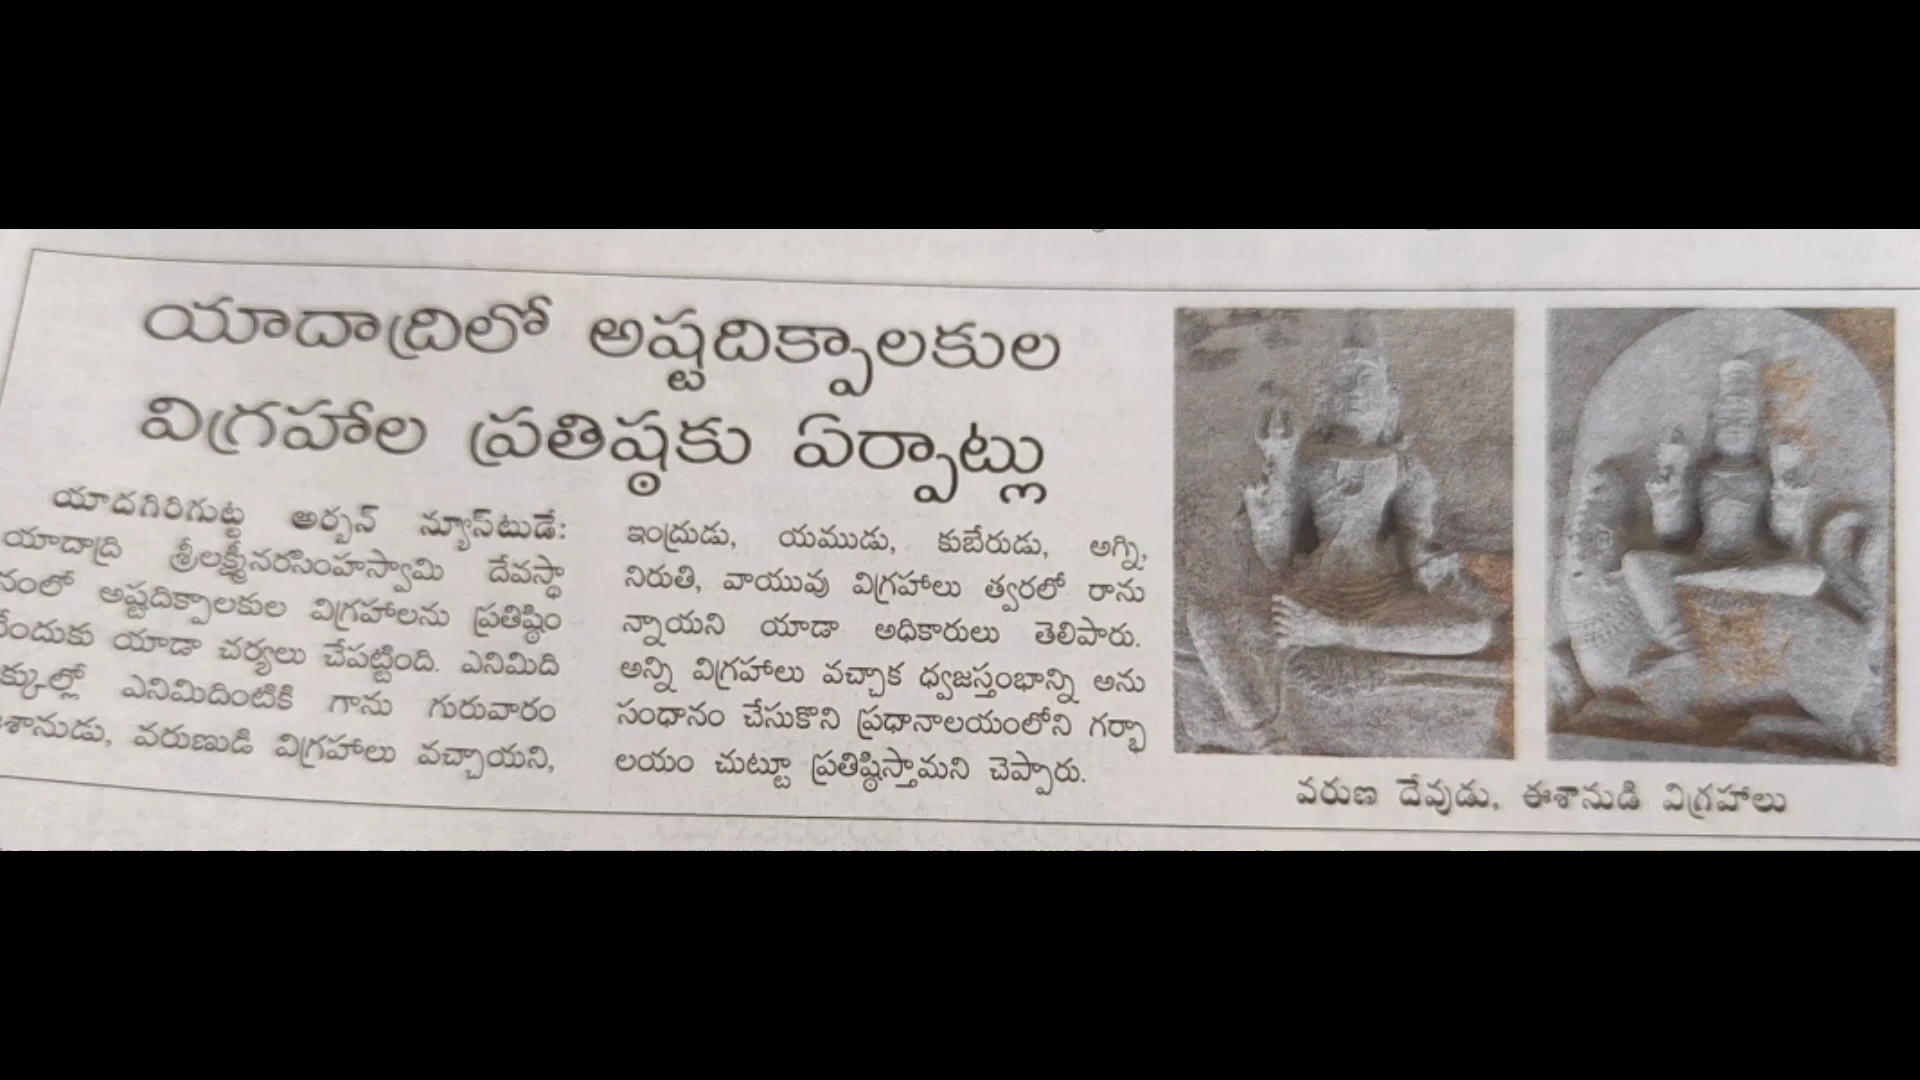 యాదాద్రిలో అష్టదిక్పాలకుల
విగ్రహాల ప్రతిష్ఠకు ఏర్పాట్లు
యాదగిరిగుట్ట అర్బన్ న్యూస్‌టుడే:
యాదాద్రి శ్రీలక్ష్మీనరసింహస్వామి దేవస్థా
నంలో అష్టదిక్పాలకుల విగ్రహాలను ప్రతిష్ఠిం
చేందుకు యాడా చర్యలు చేపట్టింది. ఎనిమిది
క్కుల్లో ఎనిమిదింటికి గాను గురువారం
శానుడు, వరుణుడి విగ్రహాలు వచ్చాయని,
ఇంద్రుడు, యముడు, కుబేరుడు, అగ్ని,
నిరుతి, వాయువు విగ్రహాలు త్వరలో రాను
న్నాయని యాడా అధికారులు తెలిపారు.
అన్ని విగ్రహాలు వచ్చాక ధ్వజస్తంభాన్ని అను
సంధానం చేసుకొని ప్రధానాలయంలోని గర్భా
లయం చుట్టూ ప్రతిష్ఠిస్తామని చెప్పారు.
వరుణ దేవుడు, ఈశానుడి విగ్రహాలు